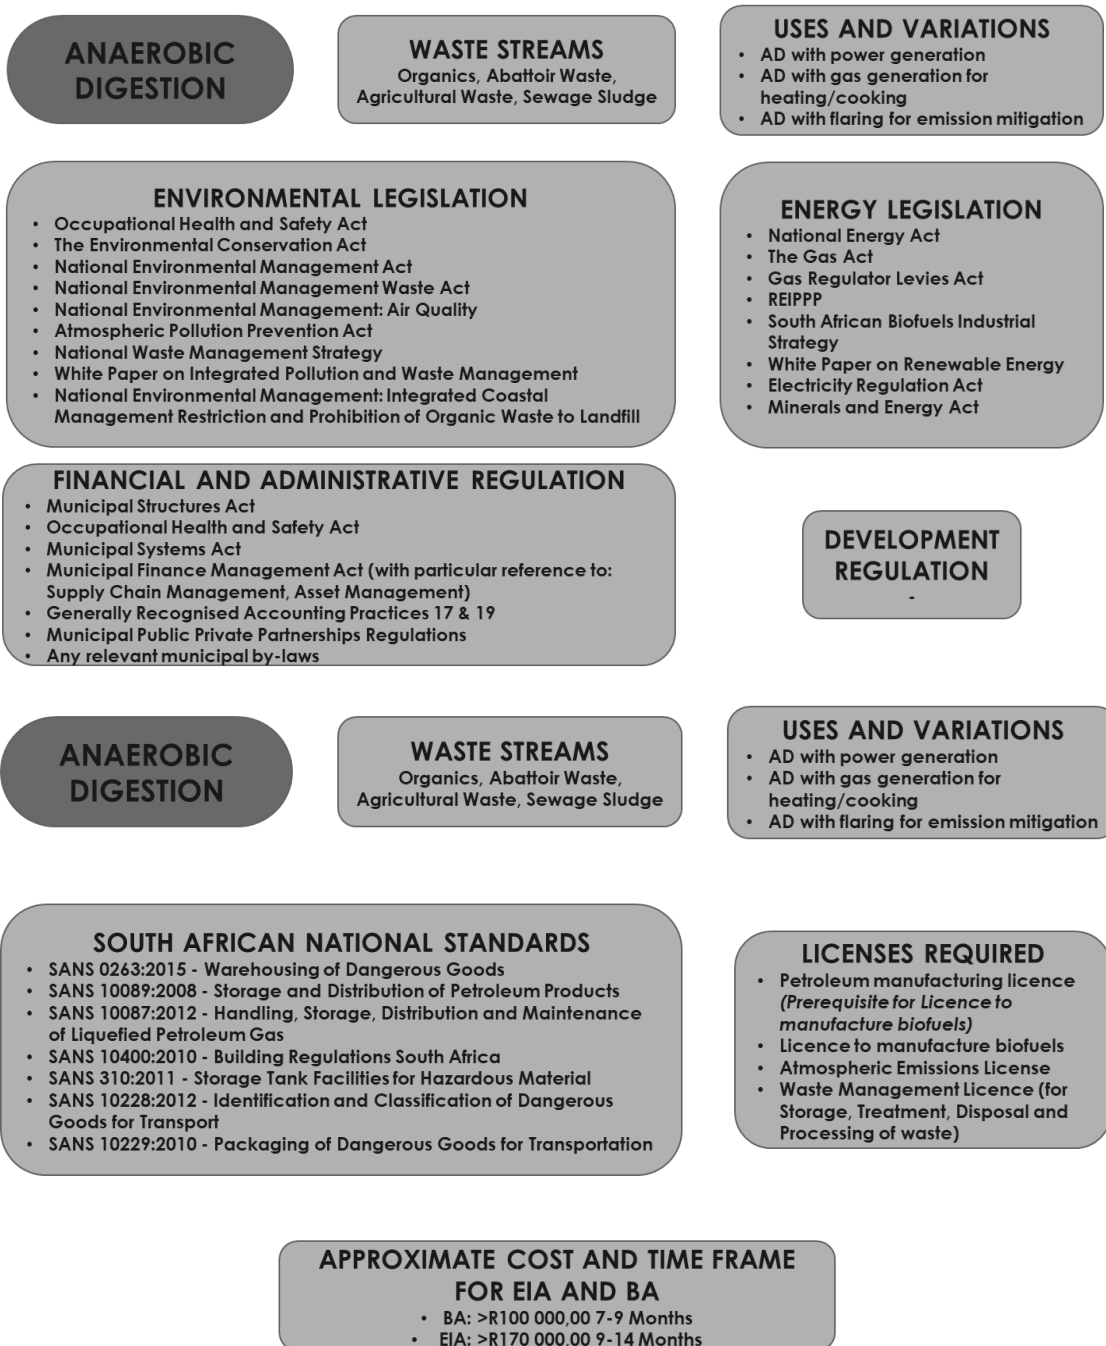 ANAEROBIC
DIGESTION
WASTE STREAMS
Organics, Abattoir Waste,
Agricultural Waste, Sewage Sludge
USES AND VARIATIONS
• AD with power generation
• AD with gas generation for
heating/cooking
• AD with flaring for emission mitigation
ENVIRONMENTAL LEGISLATION
• Occupational Health and Safety Act
• The Environmental Conservation Act
• National Environmental Management Act
• National Environmental Management Waste Act
• National Environmental Management: Air Quality
• Atmospheric Pollution Prevention Act
• National Waste Management Strategy
• White Paper on Integrated Pollution and Waste Management
• National Environmental Management: Integrated Coastal
Management Restriction and Prohibition of Organic Waste to Landfill
ENERGY LEGISLATION
• National Energy Act
• The Gas Act
• Gas Regulator Levies Act
• REIPPP
• South African Biofuels Industrial
Strategy
• White Paper on Renewable Energy
• Electricity Regulation Act
• Minerals and Energy Act
FINANCIAL AND ADMINISTRATIVE REGULATION
• Municipal Structures Act
• Occupational Health and Safety Act
• Municipal Systems Act
• Municipal Finance Management Act (with particular reference to:
Supply Chain Management, Asset Management)
• Generally Recognised Accounting Practices 17 & 19
• Municipal Public Private Partnerships Regulations
• Any relevant municipal by-laws
DEVELOPMENT
REGULATION
-
ANAEROBIC
DIGESTION
WASTE STREAMS
Organics, Abattoir Waste,
Agricultural Waste, Sewage Sludge
USES AND VARIATIONS
• AD with power generation
• AD with gas generation for
heating/cooking
• AD with flaring for emission mitigation
SOUTH AFRICAN NATIONAL STANDARDS
• SANS 0263:2015 - Warehousing of Dangerous Goods
• SANS 10089:2008 - Storage and Distribution of Petroleum Products
• SANS 10087:2012 - Handling, Storage, Distribution and Maintenance
of Liquefied Petroleum Gas
• SANS 10400:2010 - Building Regulations South Africa
• SANS 310:2011 - Storage Tank Facilities for Hazardous Material
• SANS 10228:2012 - Identification and Classification of Dangerous
Goods for Transport
• SANS 10229:2010 - Packaging of Dangerous Goods for Transportation
LICENSES REQUIRED
• Petroleum manufacturing licence
(Prerequisite for Licence to
manufacture biofuels)
• Licence to manufacture biofuels
• Atmospheric Emissions License
• Waste Management Licence (for
Storage, Treatment, Disposal and
Processing of waste)
APPROXIMATE COST AND TIME FRAME
FOR EIA AND BA
• BA: >R100 000,00 7-9 Months
• EIA: >R170 000,00 9-14 Months